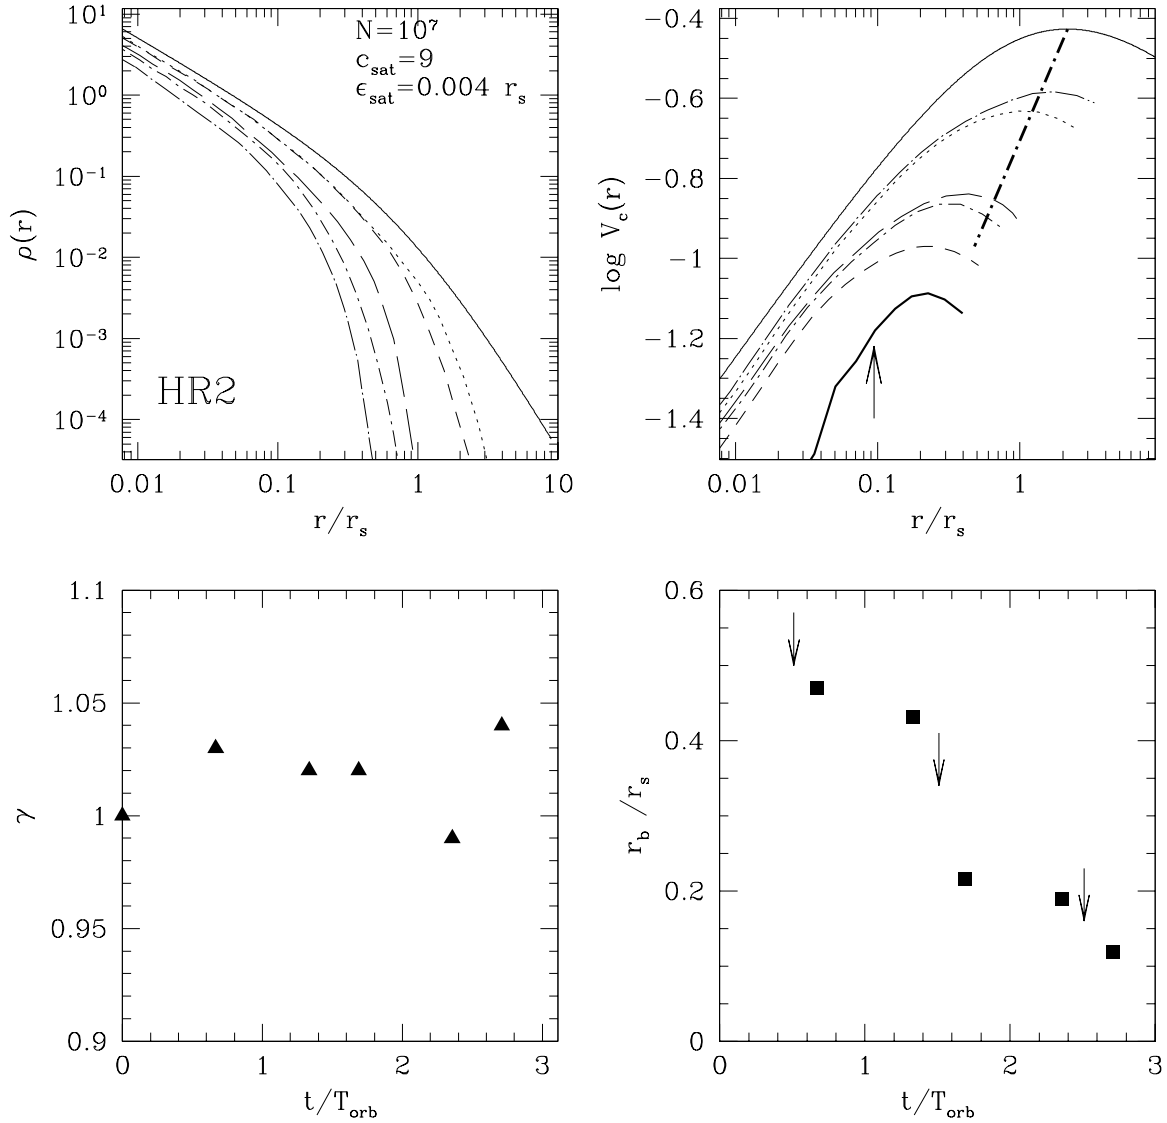 10¹
10⁰
10⁻¹
10⁻²
10⁻³
10⁻⁴
ρ(r)
N=10⁷
c_sat=9
ϵ_sat=0.004 r_s
HR2
0.01 0.1 1 10
r/r_s
−0.4
−0.6
−0.8
−1
−1.2
−1.4
log V_c(r)
0.01 0.1 1
r/r_s
1.1
1.05
1
0.95
0.9
γ
0 1 2 3
t/T_orb
0.6
0.4
0.2
0
r_b /r_s
0 1 2 3
t/T_orb